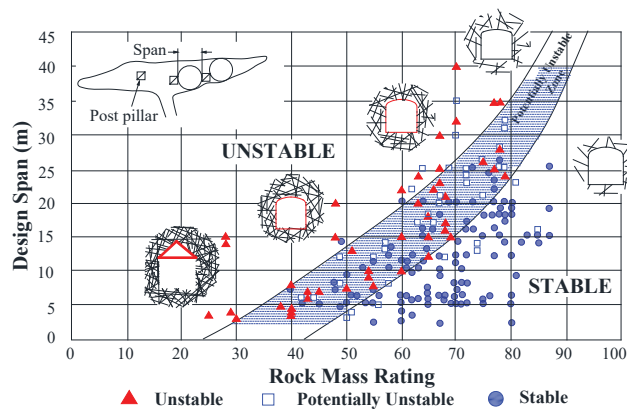 Span
Post pillar
UNSTABLE
Potentially Unstable
Zone
STABLE
Design Span (m)
45
40
35
30
25
20
15
10
5
0
0 10 20 30 40 50 60 70 80 90 100
Rock Mass Rating
Unstable Potentially Unstable Stable